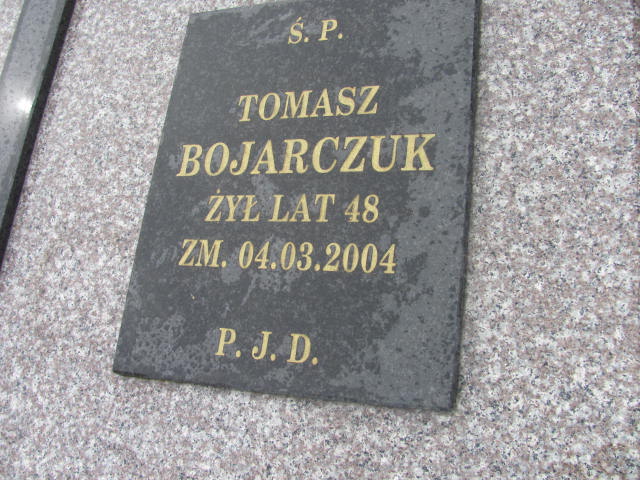 Ś. P.
TOMASZ
BOJARCZUK
ŻYŁ LAT 48
ZM. 04.03.2004
P. J. D.